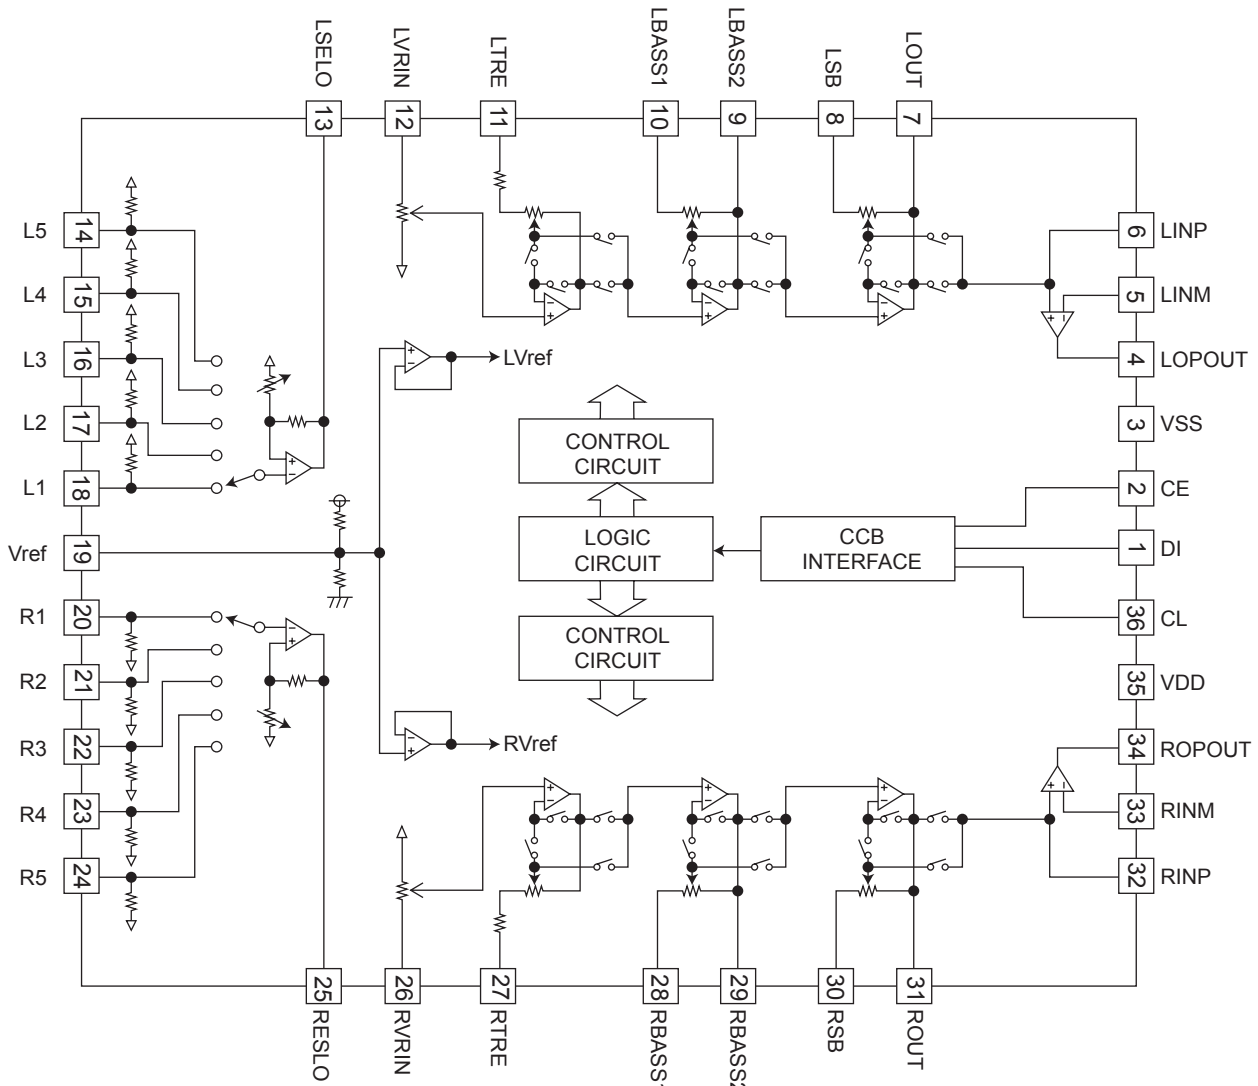 LSELO
LVRIN
LTRE
LBASS1
LBASS2
LSB
LOUT
13
12
11
10
9
8
7
L5
14
6
LINP
L4
15
5
LINM
L3
16
4
LOPOUT
LVref
L2
17
3
VSS
CONTROL
CIRCUIT
L1
18
2
CE
Vref
19
LOGIC
CIRCUIT
CCB
INTERFACE
1
DI
R1
20
36
CL
CONTROL
CIRCUIT
R2
21
35
VDD
R3
22
RVref
34
ROPOUT
R4
23
33
RINM
R5
24
32
RINP
25
26
27
28
29
30
31
RESLO
RVRIN
RTRE
RBASS1
RBASS2
RSB
ROUT